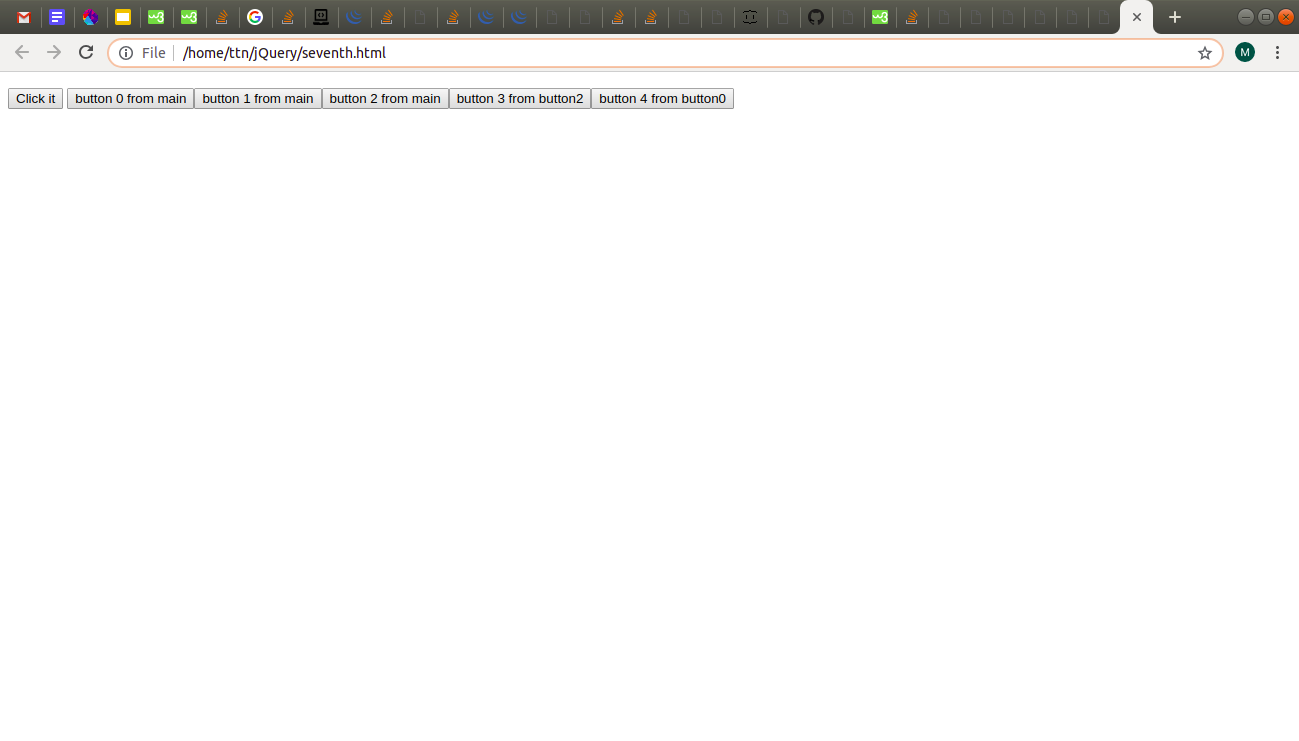 File /home/ttn/jQuery/seventh.html M
Click it button 0 from main button 1 from main button 2 from main button 3 from button2 button 4 from button0